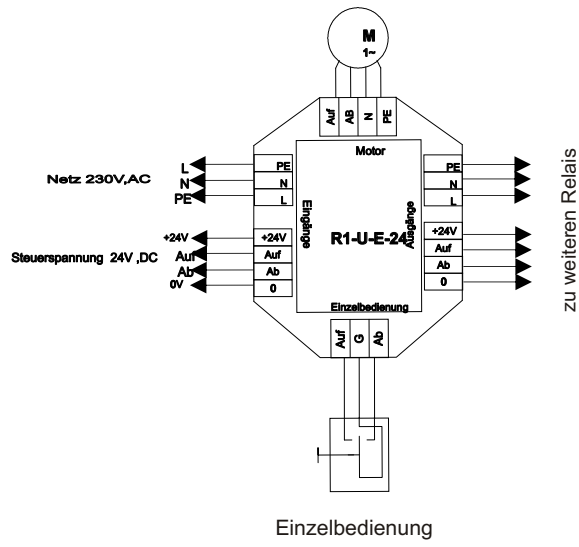 M
1~
Auf AB N PE
Motor
L PE
Netz 230V,AC N N
PE L
PE
N
L
Eingänge
R1-U-E-24
Ausgänge
+24V +24V
Steuerspannung 24V ,DC Auf Auf
Ab Ab
0V 0
+24V
Auf
Ab
0
zu weiteren Relais
Einzelbedienung
Auf G Ab
Einzelbedienung